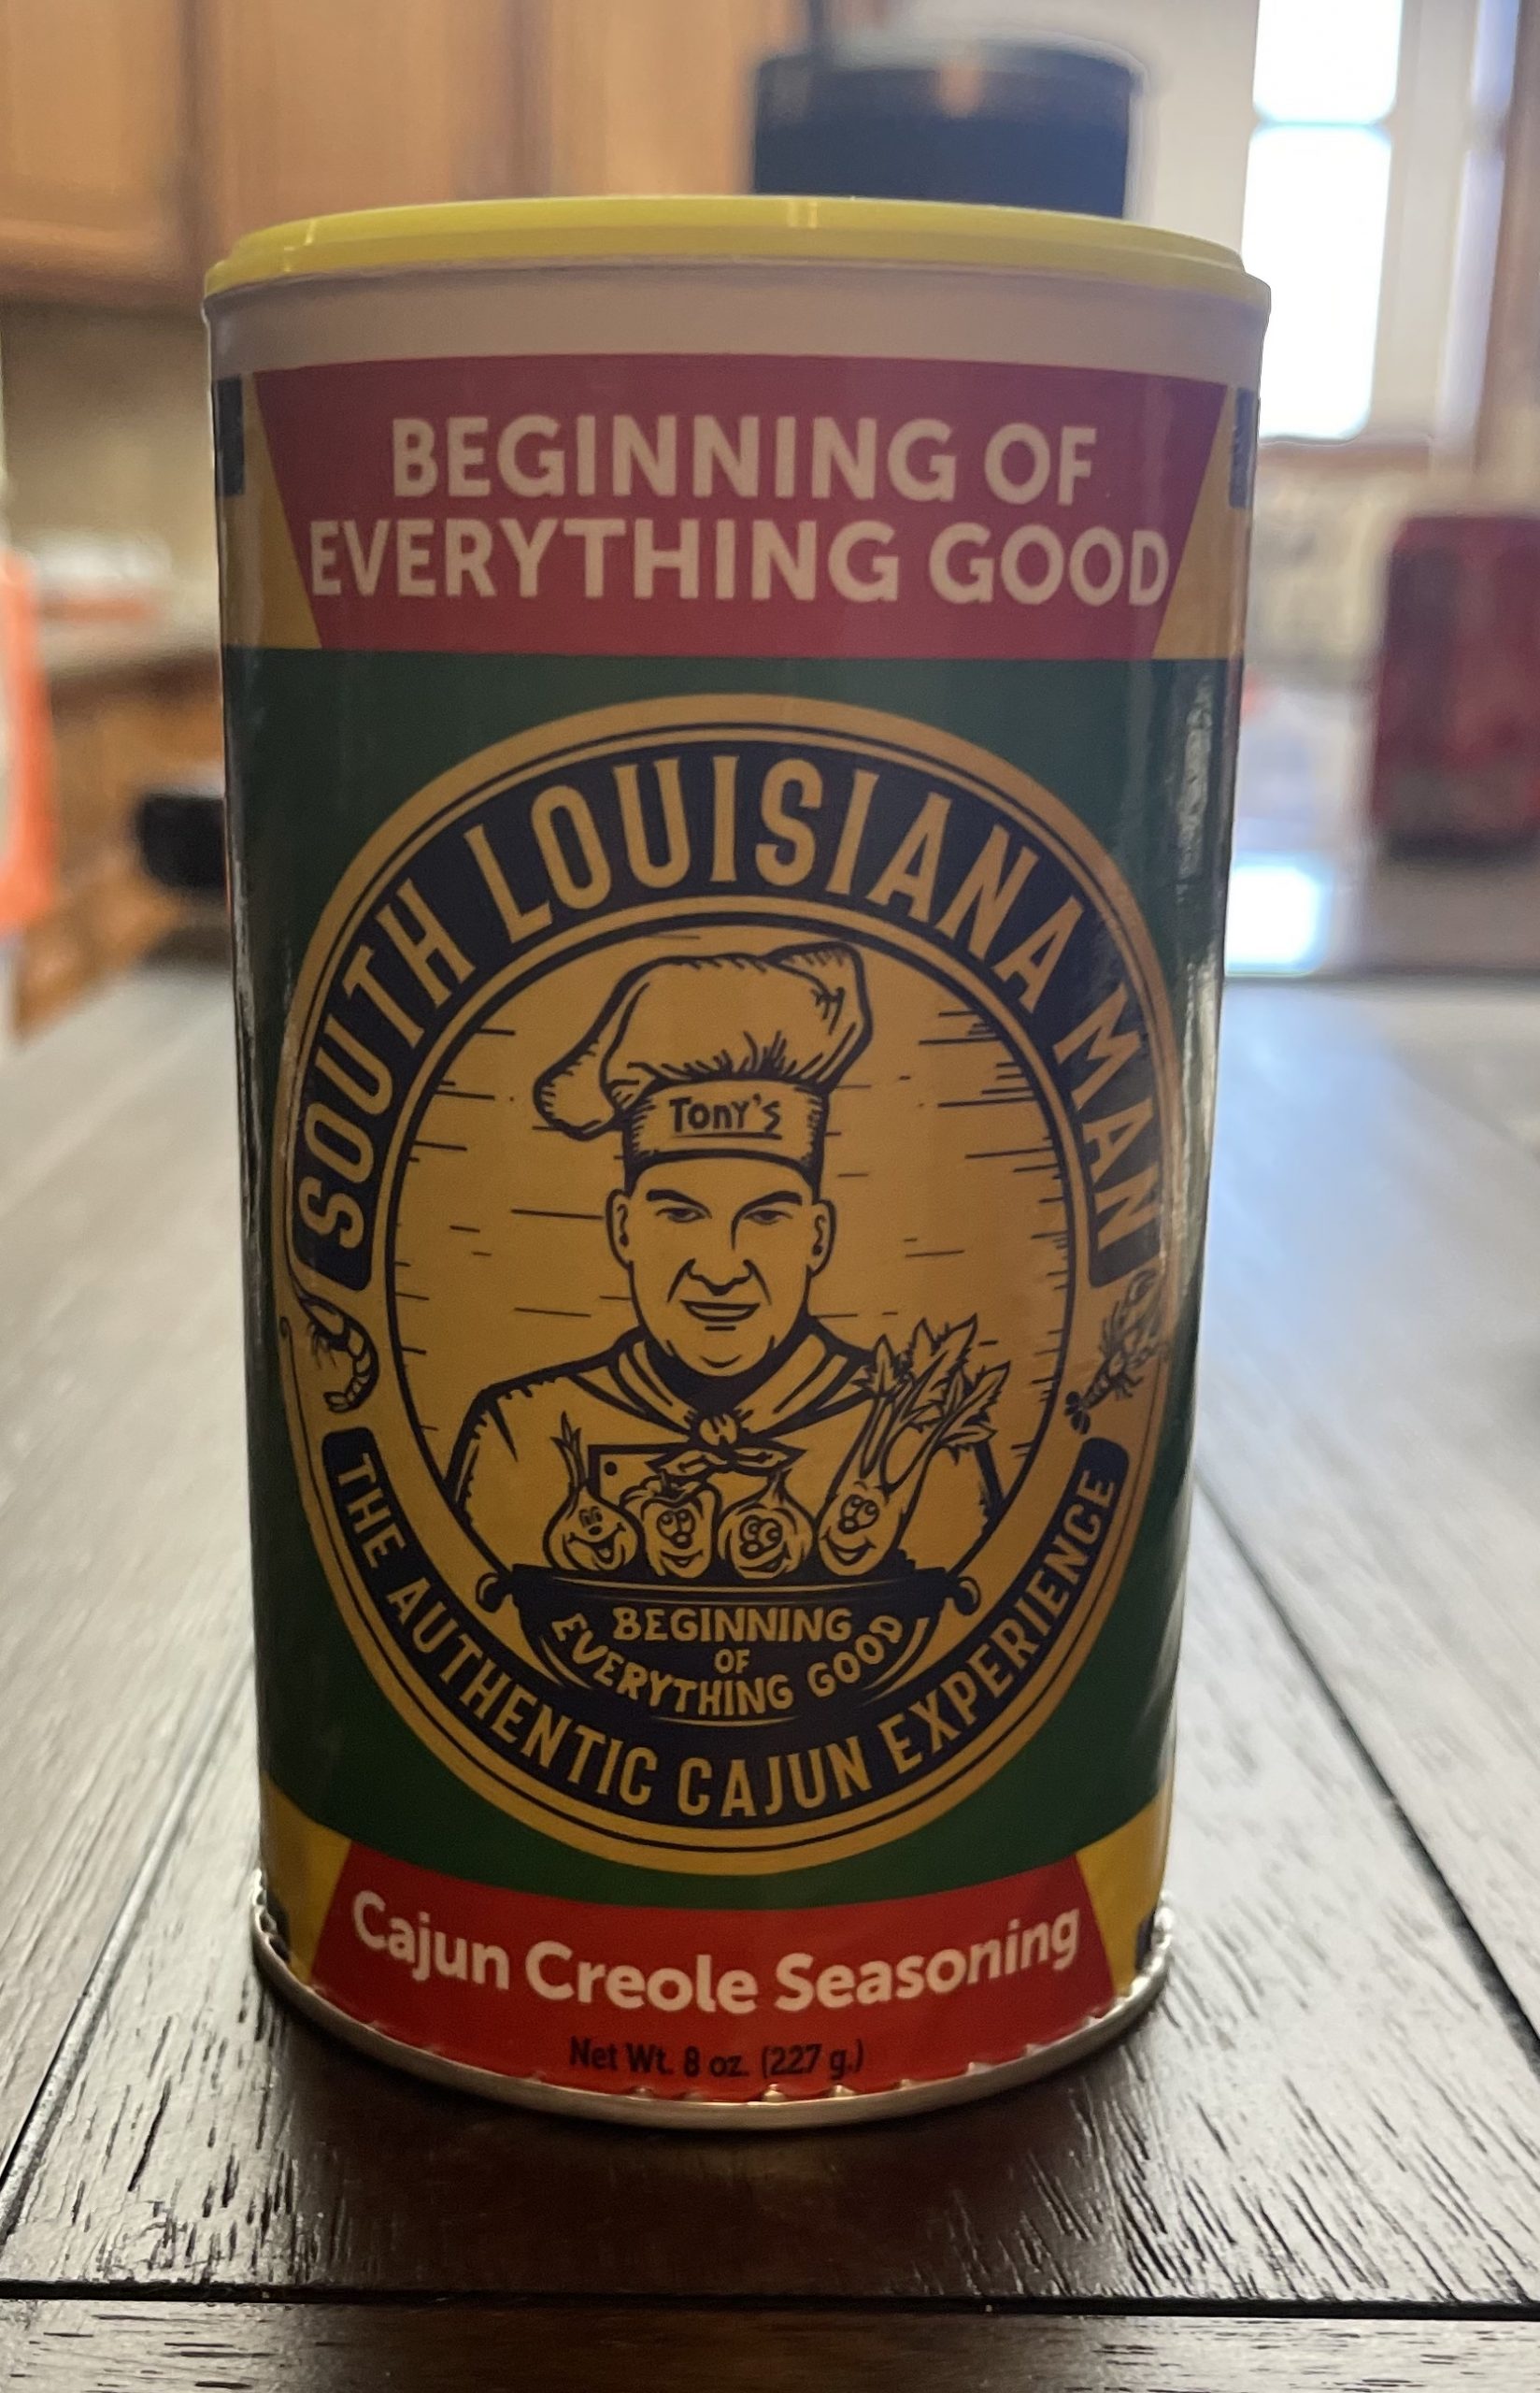 BEGINNING OF
EVERYTHING GOOD
SOUTH LOUISIANA MAN
Tony's
BEGINNING
OF
EVERYTHING GOOD
THE AUTHENTIC CAJUN EXPERIENCE
Cajun Creole Seasoning
Net Wt. 8 oz. (227 g.)